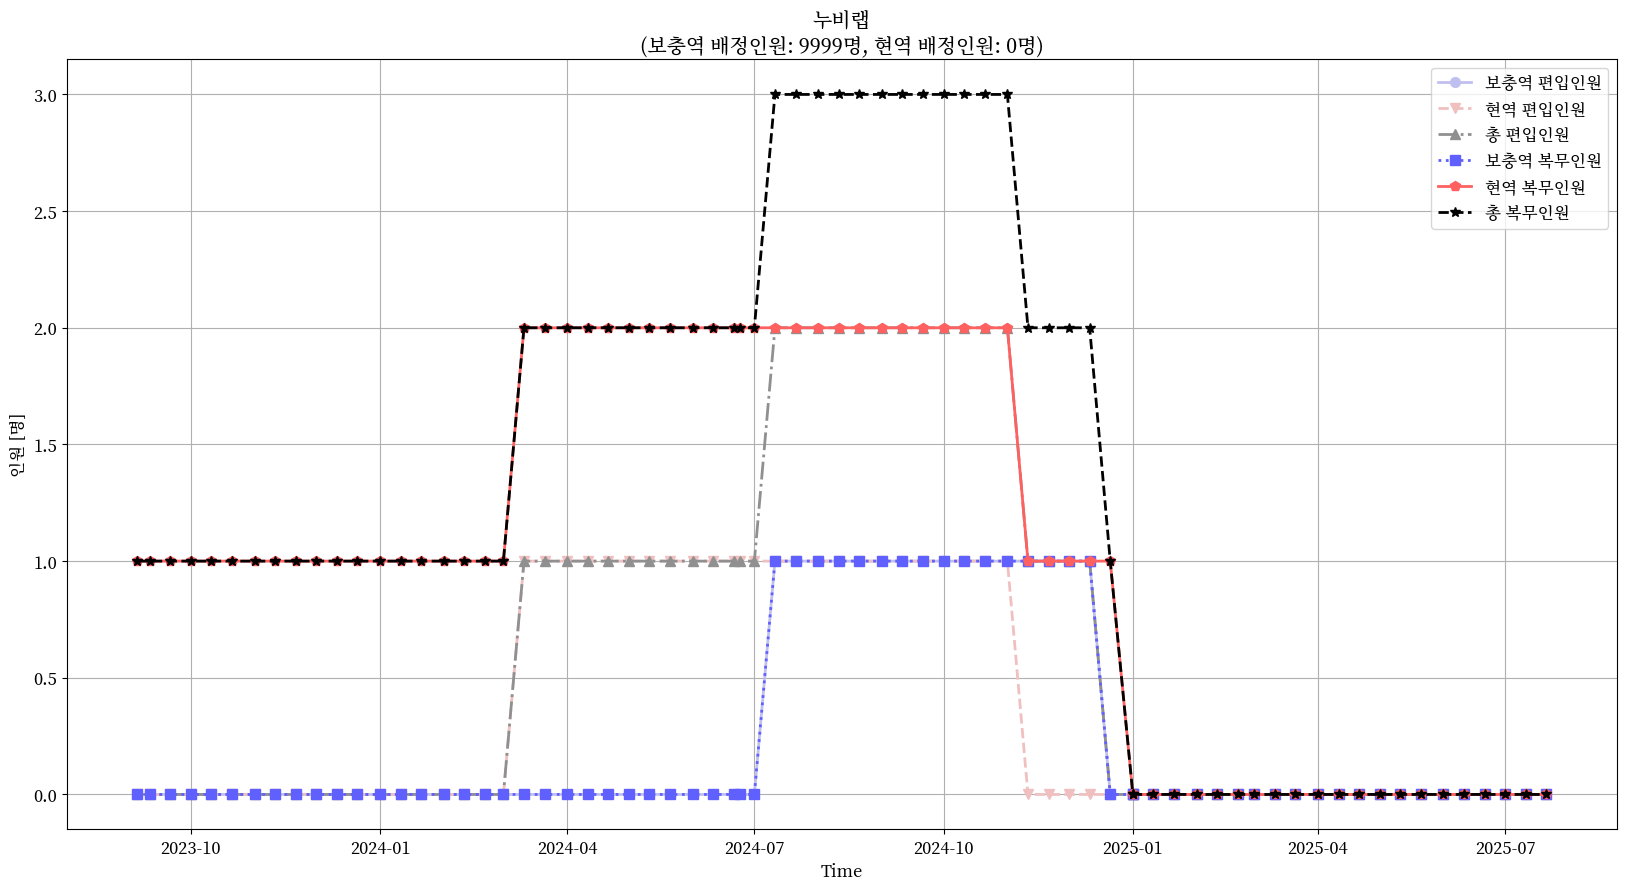 누비랩
(보충역 배정인원: 9999명, 현역 배정인원: 0명)
보충역 편입인원
현역 편입인원
총 편입인원
보충역 복무인원
현역 복무인원
총 복무인원
인원 [명]
3.0
2.5
2.0
1.5
1.0
0.5
0.0
2023-10
2024-01
2024-04
2024-07
2024-10
2025-01
2025-04
2025-07
Time